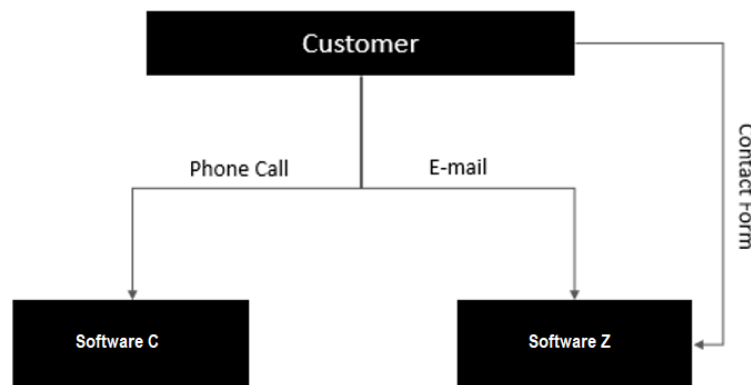 Customer
Phone Call
E-mail
Contact Form
Software C
Software Z